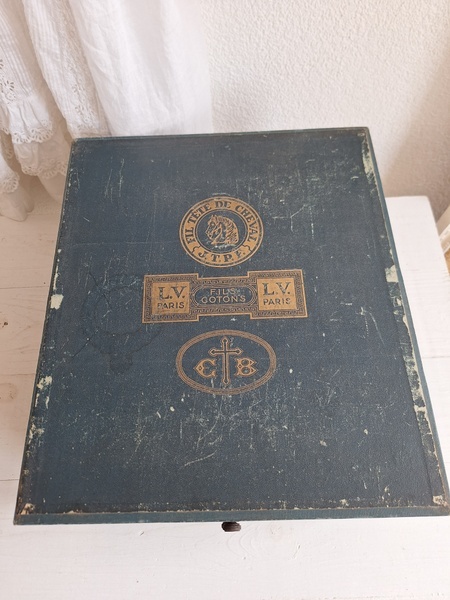 FIL TÊTE DE CHEVAL
J.T.P.F.
L.V. PARIS
FILS COTONS
L.V. PARIS
C B